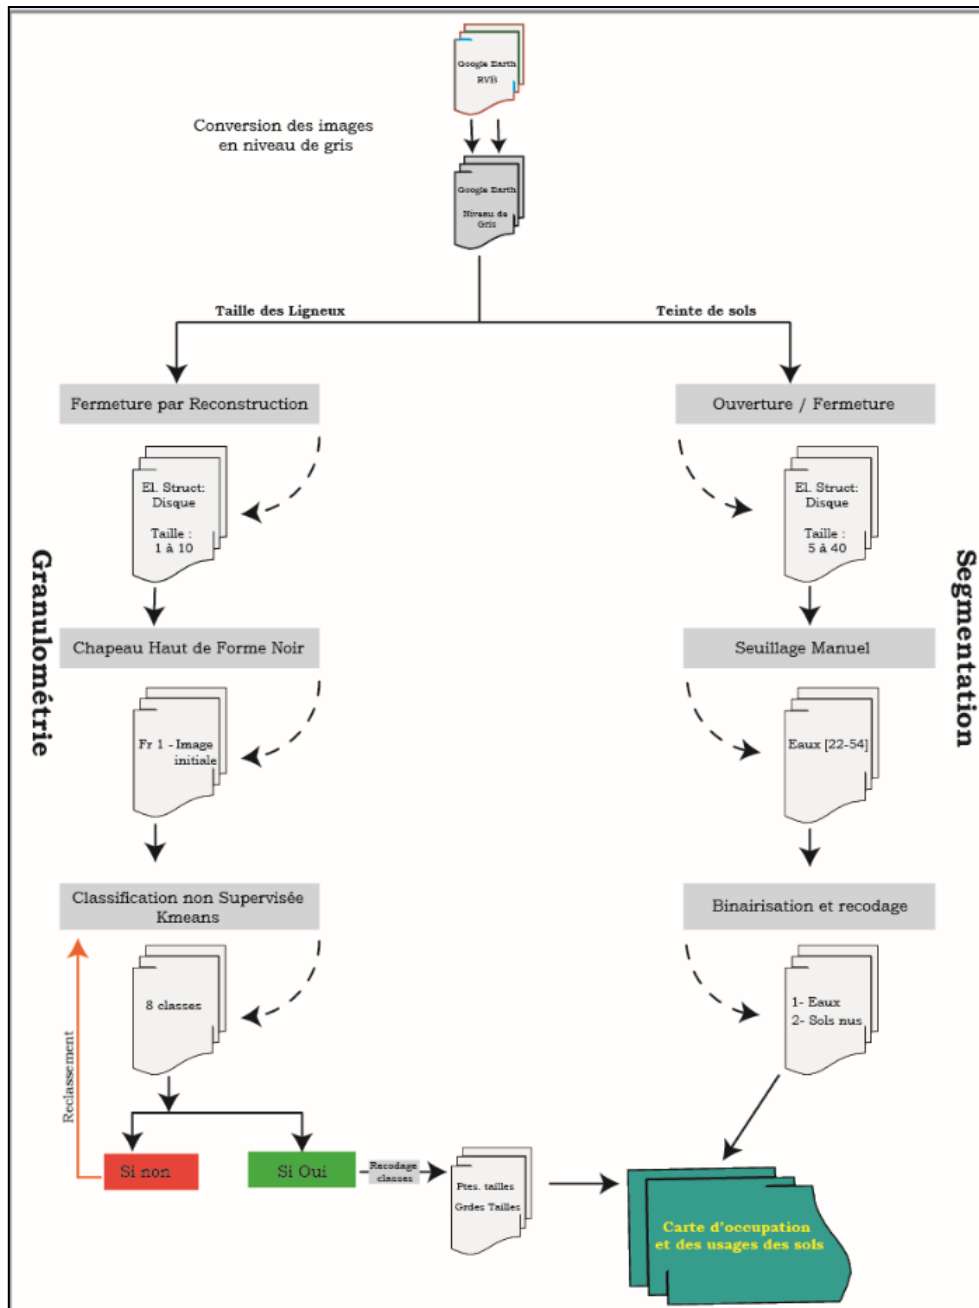 Google Earth
RVB
Conversion des images
en niveau de gris
Google Earth
Niveau de
Gris
Taille des Ligneux
Teinte de sols
Fermeture par Reconstruction
Ouverture / Fermeture
El. Struct:
Disque
Taille :
1 à 10
El. Struct:
Disque
Taille :
5 à 40
Granulométrie
Segmentation
Chapeau Haut de Forme Noir
Seuillage Manuel
Fr 1 - Image
initiale
Eaux [22-54]
Classification non Supervisée
Kmeans
Binairisation et recodage
8 classes
1- Eaux
2- Sols nus
Reclassement
Si non
Si Oui
Recodage
classes
Ptes. tailles
Grdes Tailles
Carte d'occupation
et des usages des sols